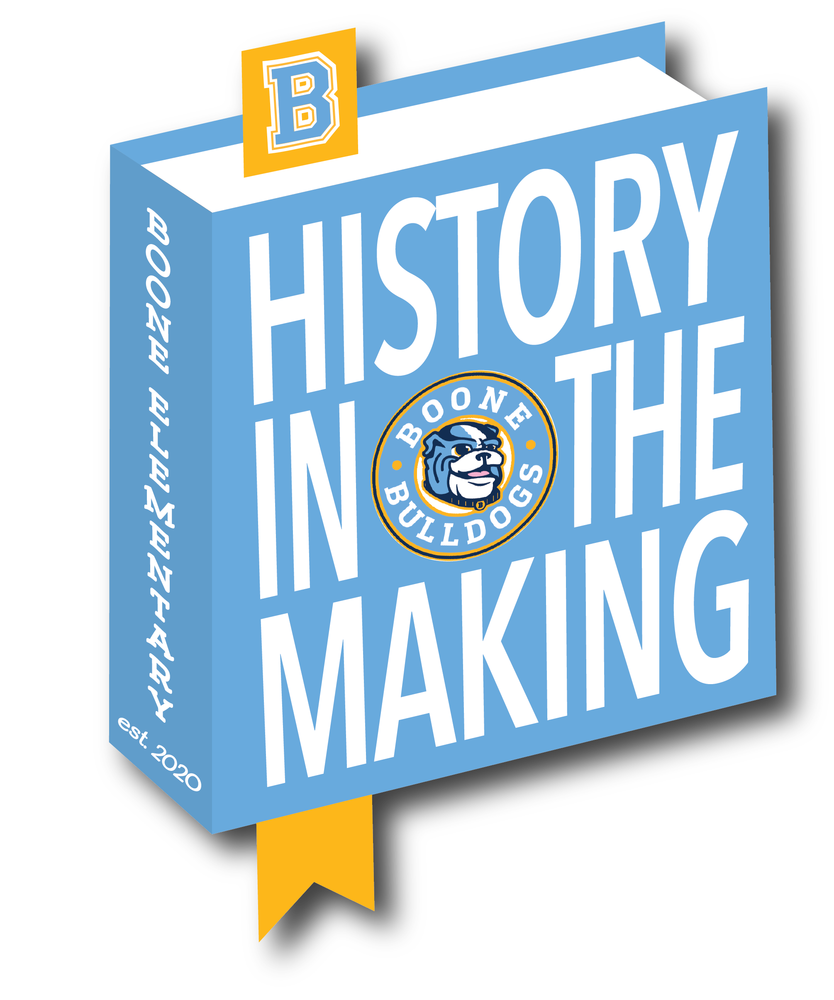 B
HISTORY
IN THE
MAKING
BOONE
BULLDOGS
B
BOONE ELEMENTARY
est. 2020